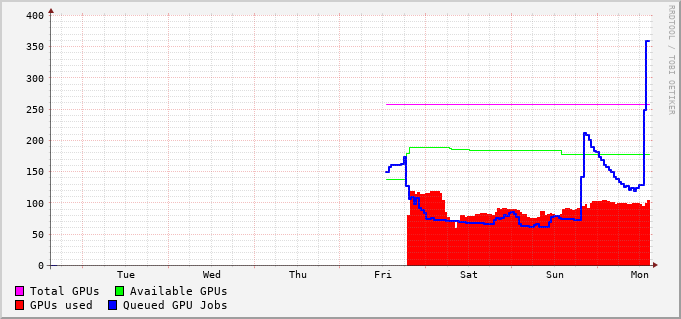 RRDTOOL / TOBI OETIKER
400
350
300
250
200
150
100
50
0
Tue Wed Thu Fri Sat Sun Mon
Total GPUs Available GPUs
GPUs used Queued GPU Jobs